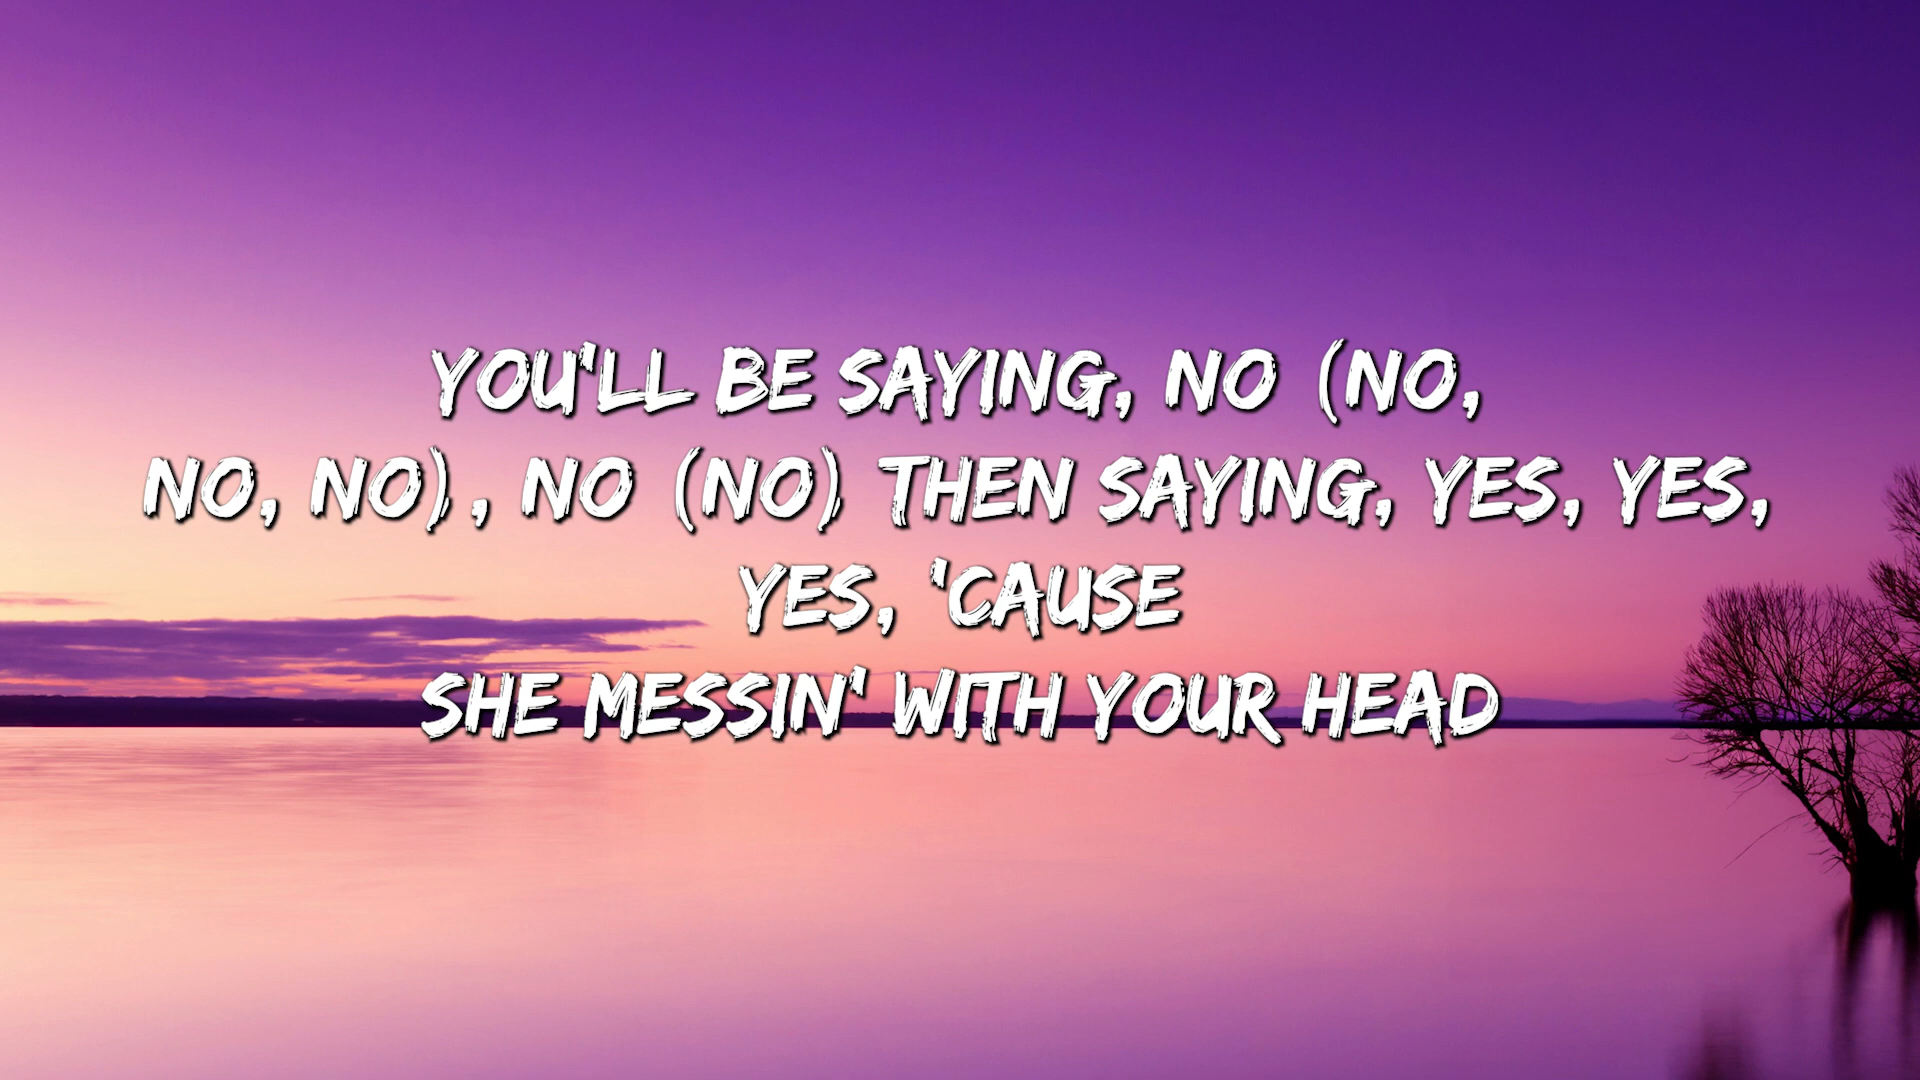 YOU'LL BE SAYING, NO (NO,
NO, NO), NO (NO) THEN SAYING, YES, YES,
YES, 'CAUSE
SHE MESSIN' WITH YOUR HEAD